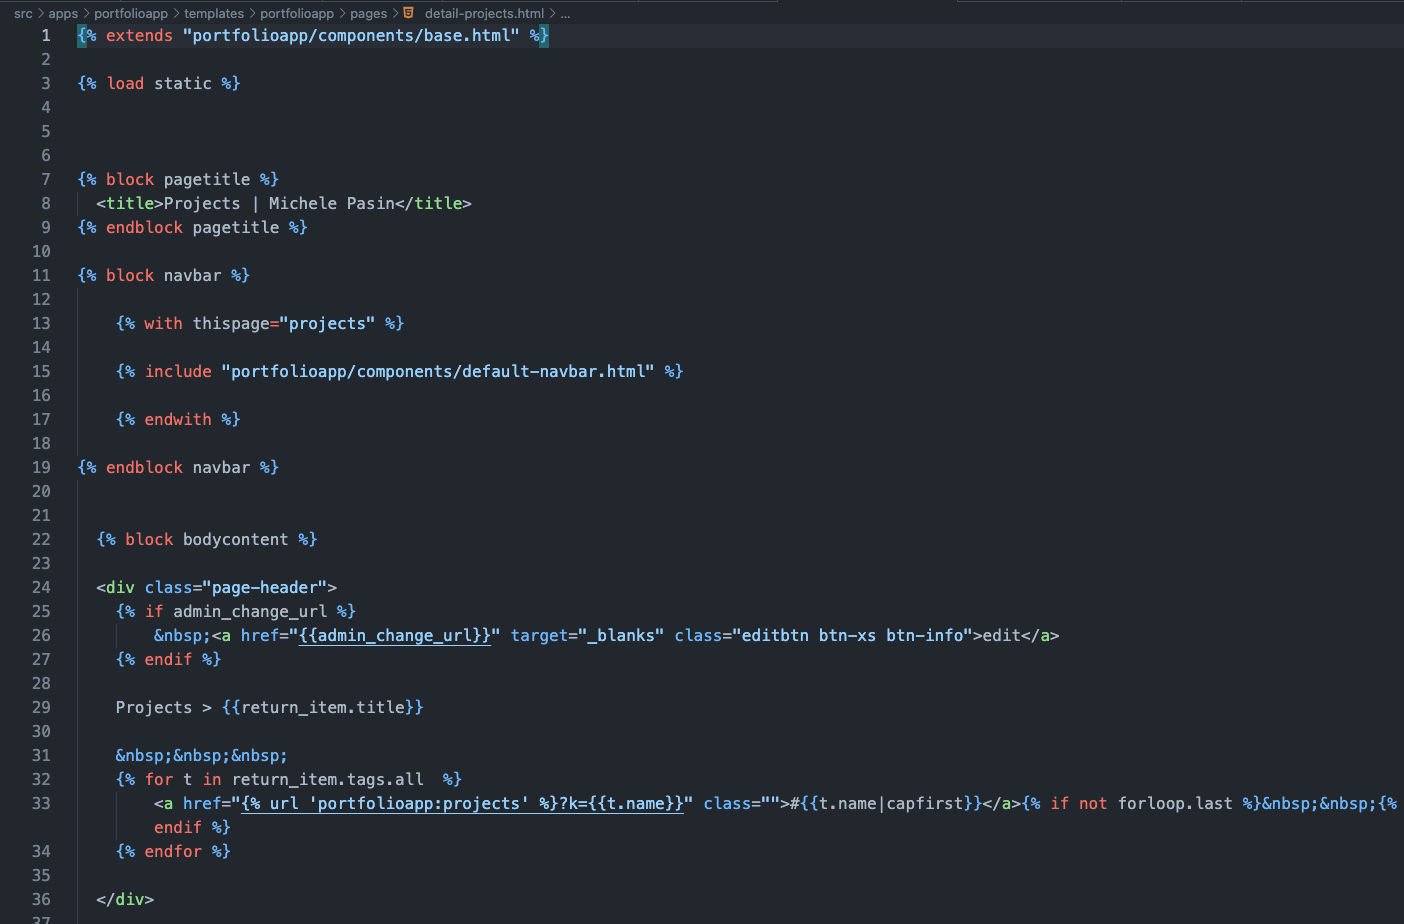 src > apps > portfolioapp > templates > portfolioapp > pages > detail-projects.html > ...
1 {% extends "portfolioapp/components/base.html" %}
2
3 {% load static %}
4
5
6
7 {% block pagetitle %}
8 <title>Projects | Michele Pasin</title>
9 {% endblock pagetitle %}
10
11 {% block navbar %}
12
13 {% with thispage="projects" %}
14
15 {% include "portfolioapp/components/default-navbar.html" %}
16
17 {% endwith %}
18
19 {% endblock navbar %}
20
21
22 {% block bodycontent %}
23
24 <div class="page-header">
25 {% if admin_change_url %}
26 &nbsp;<a href="{{admin_change_url}}" target="_blanks" class="editbtn btn-xs btn-info">edit</a>
27 {% endif %}
28
29 Projects > {{return_item.title}}
30
31 &nbsp;&nbsp;&nbsp;
32 {% for t in return_item.tags.all  %}
33 <a href="{% url 'portfolioapp:projects' %}?k={{t.name}}" class="">#{{t.name|capfirst}}</a>{% if not forloop.last %}&nbsp;&nbsp;{%
endif %}
34 {% endfor %}
35
36 </div>
37